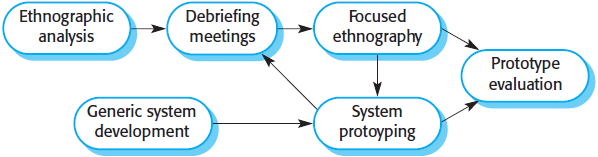 Ethnographic
analysis
Debriefing
meetings
Focused
ethnography
Prototype
evaluation
Generic system
development
System
protoyping